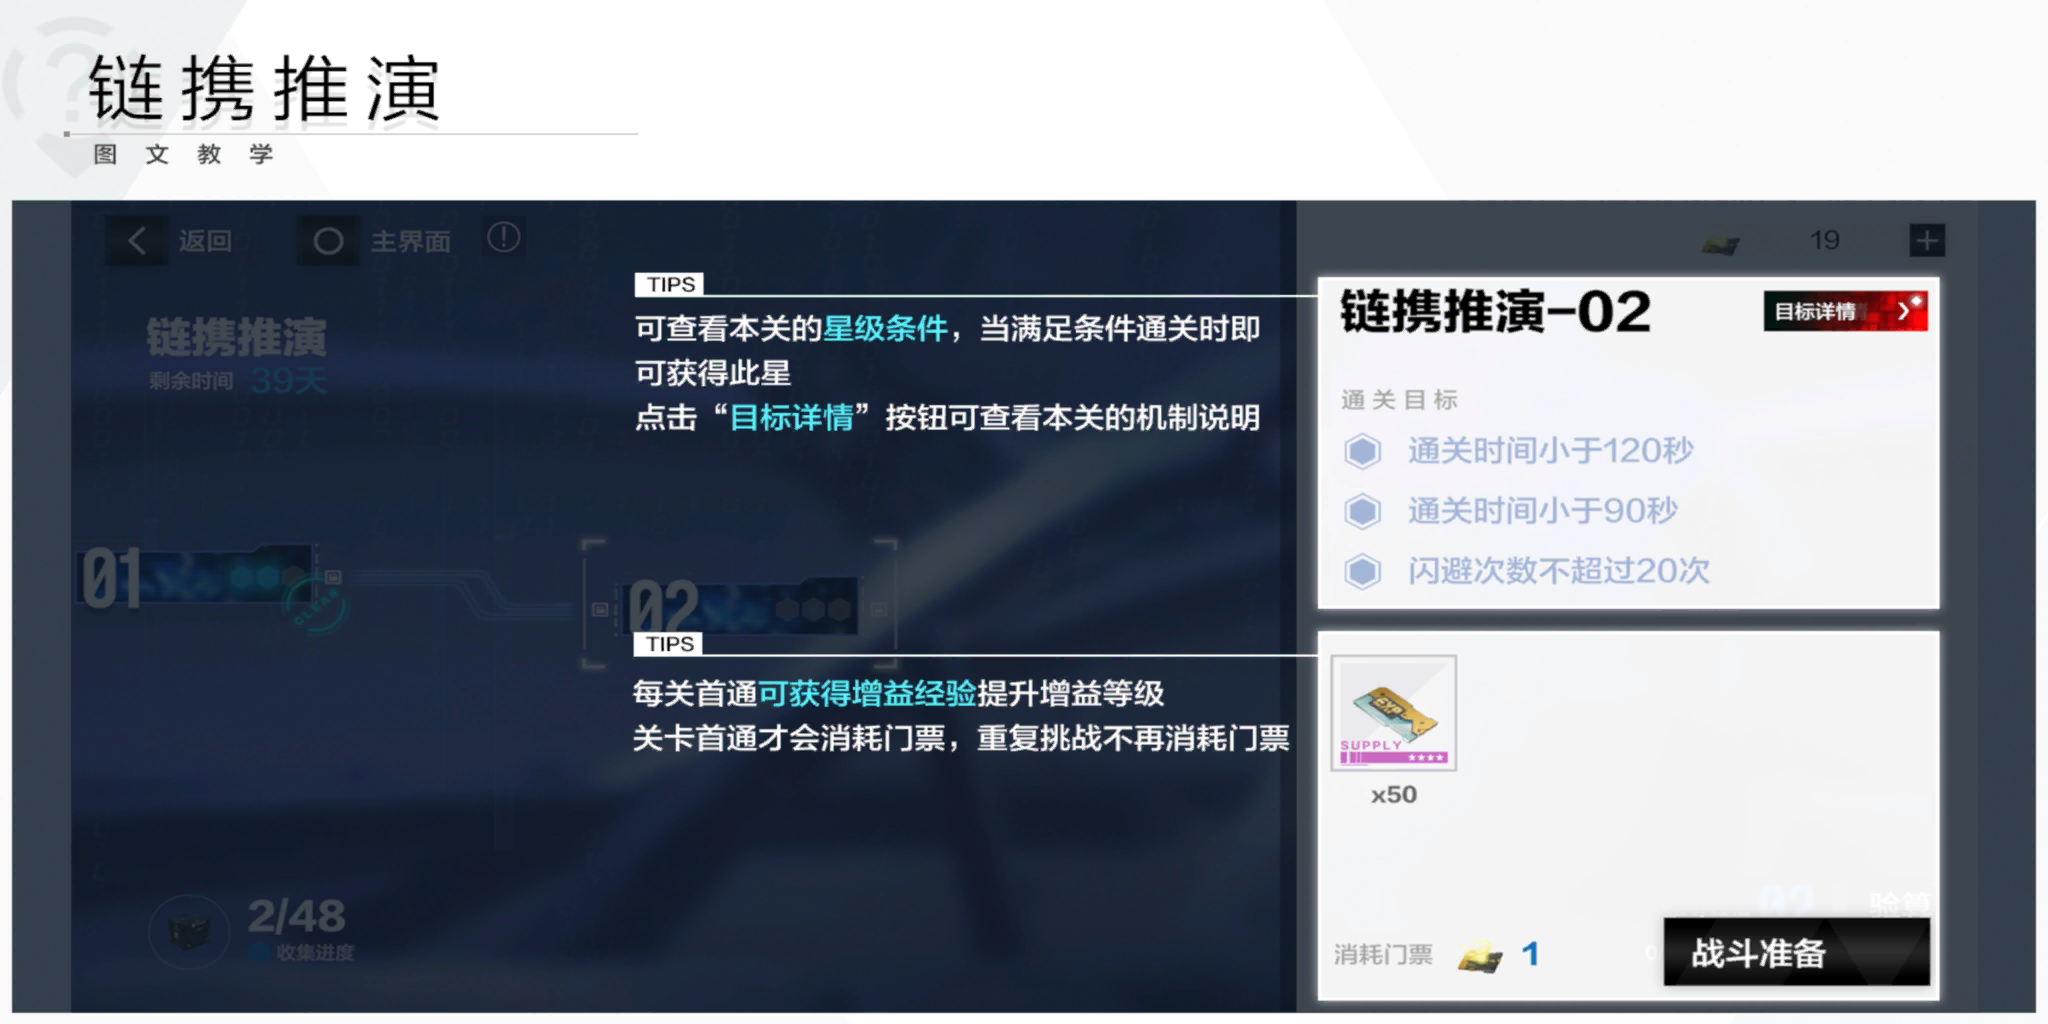 链携推演
图文教学
返回
主界面
19
链携推演
剩余时间 39天
TIPS
可查看本关的星级条件，当满足条件通关时即
可获得此星
点击“目标详情”按钮可查看本关的机制说明
链携推演-02
目标详情
通关目标
通关时间小于120秒
通关时间小于90秒
闪避次数不超过20次
01
CLEAR
02
TIPS
每关首通可获得增益经验提升增益等级
关卡首通才会消耗门票，重复挑战不再消耗门票
EXP
SUPPLY
x50
2/48
收集进度
消耗门票 1
02
战斗准备